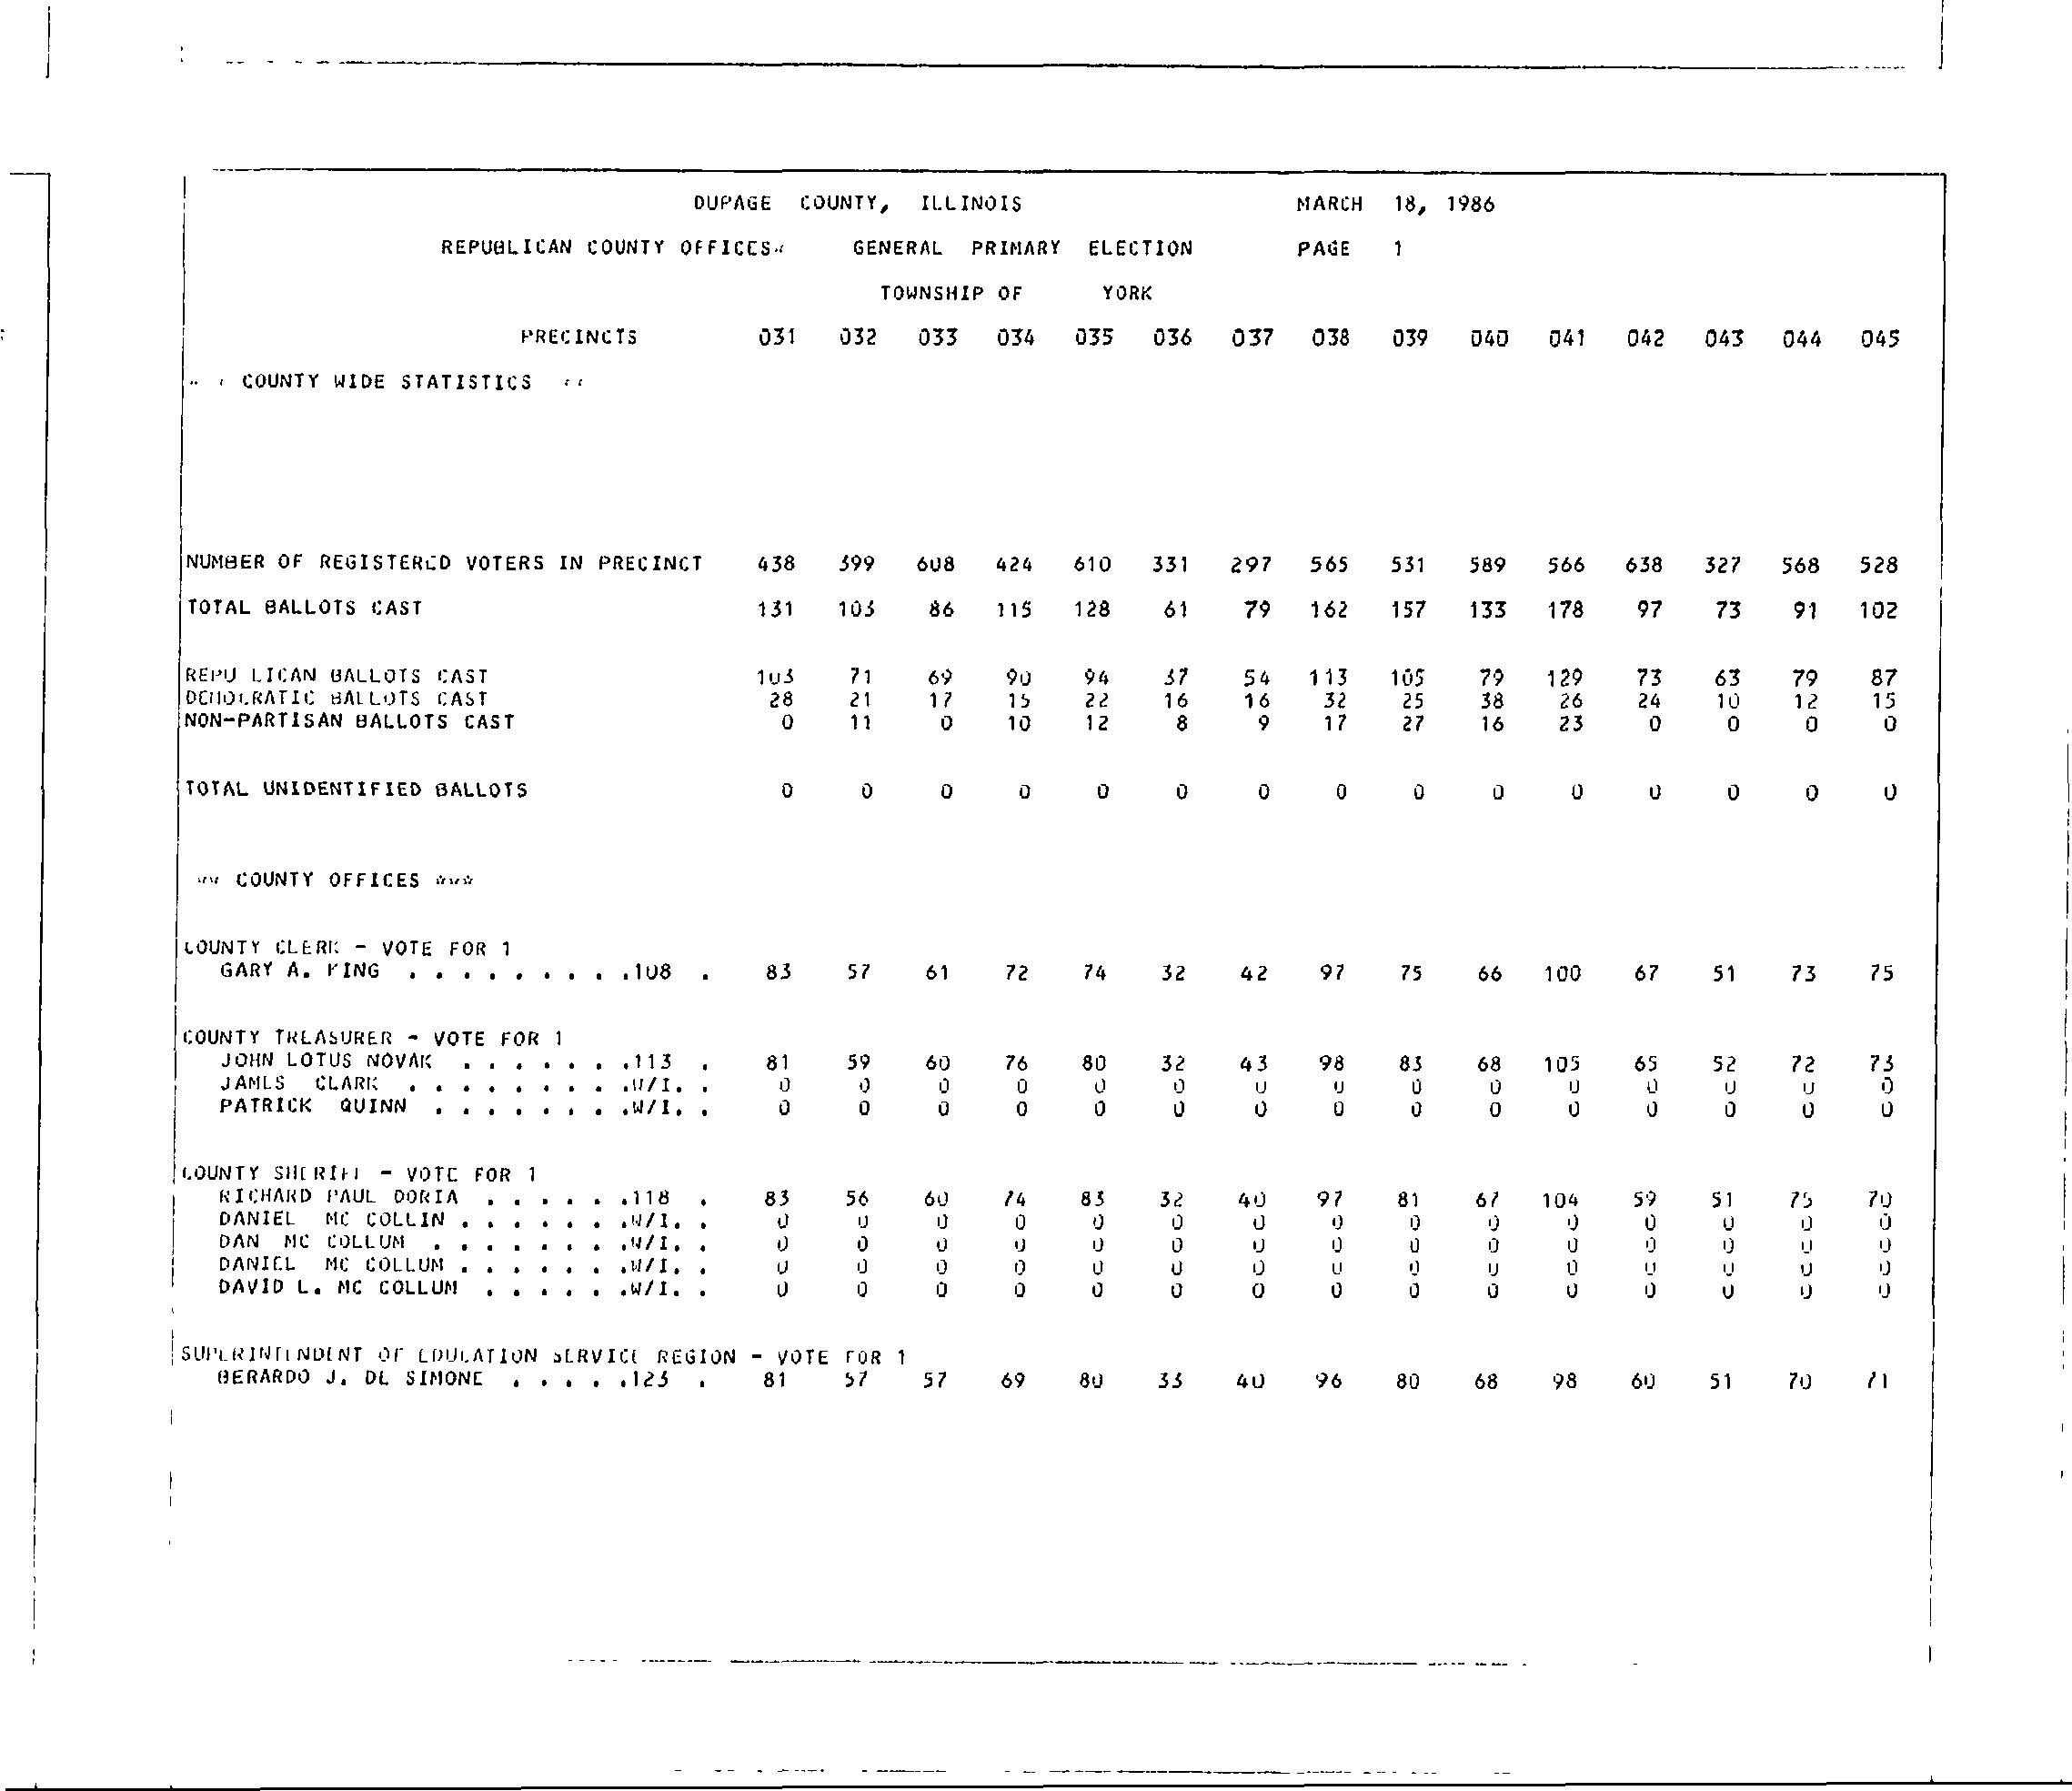 DUPAGE COUNTY, ILLINOIS MARCH 18, 1986
REPUBLICAN COUNTY OFFICES GENERAL PRIMARY ELECTION PAGE 1
TOWNSHIP OF YORK
PRECINCTS 031 032 033 034 035 036 037 038 039 040 041 042 043 044 045
COUNTY WIDE STATISTICS
NUMBER OF REGISTERED VOTERS IN PRECINCT 438 399 608 424 610 331 297 565 531 589 566 638 327 568 528
TOTAL BALLOTS CAST 131 103 86 115 128 61 79 162 157 133 178 97 73 91 102
REPU LICAN BALLOTS CAST 103 71 69 90 94 37 54 113 105 79 129 73 63 79 87
DEMOCRATIC BALLOTS CAST 28 21 17 15 22 16 16 32 25 38 26 24 10 12 15
NON-PARTISAN BALLOTS CAST 0 11 0 10 12 8 9 17 27 16 23 0 0 0 0
TOTAL UNIDENTIFIED BALLOTS 0 0 0 0 0 0 0 0 0 0 0 0 0 0 0
** COUNTY OFFICES ***
COUNTY CLERK - VOTE FOR 1
GARY A. KING . . . . . . . . .108 . 83 57 61 72 74 32 42 97 75 66 100 67 51 73 75
COUNTY TREASURER - VOTE FOR 1
JOHN LOTUS NOVAK . . . . . . .113 . 81 59 60 76 80 32 43 98 83 68 105 65 52 72 73
JAMES CLARK . . . . . . . . .W/I. . 0 0 0 0 0 0 0 0 0 0 0 0 0 0 0
PATRICK QUINN . . . . . . . .W/I. . 0 0 0 0 0 0 0 0 0 0 0 0 0 0 0
COUNTY SHERIFF - VOTE FOR 1
RICHARD PAUL DORIA . . . . . .118 . 83 56 60 74 83 32 40 97 81 67 104 59 51 75 70
DANIEL MC COLLIN . . . . . . .W/I. . 0 0 0 0 0 0 0 0 0 0 0 0 0 0 0
DAN MC COLLUM . . . . . . . .W/I. . 0 0 0 0 0 0 0 0 0 0 0 0 0 0 0
DANIEL MC COLLUM . . . . . . .W/I. . 0 0 0 0 0 0 0 0 0 0 0 0 0 0 0
DAVID L. MC COLLUM . . . . . .W/I. . 0 0 0 0 0 0 0 0 0 0 0 0 0 0 0
SUPERINTENDENT OF EDUCATION SERVICE REGION - VOTE FOR 1
BERARDO J. DE SIMONE . . . . .123 . 81 57 57 69 80 33 40 96 80 68 98 60 51 70 71